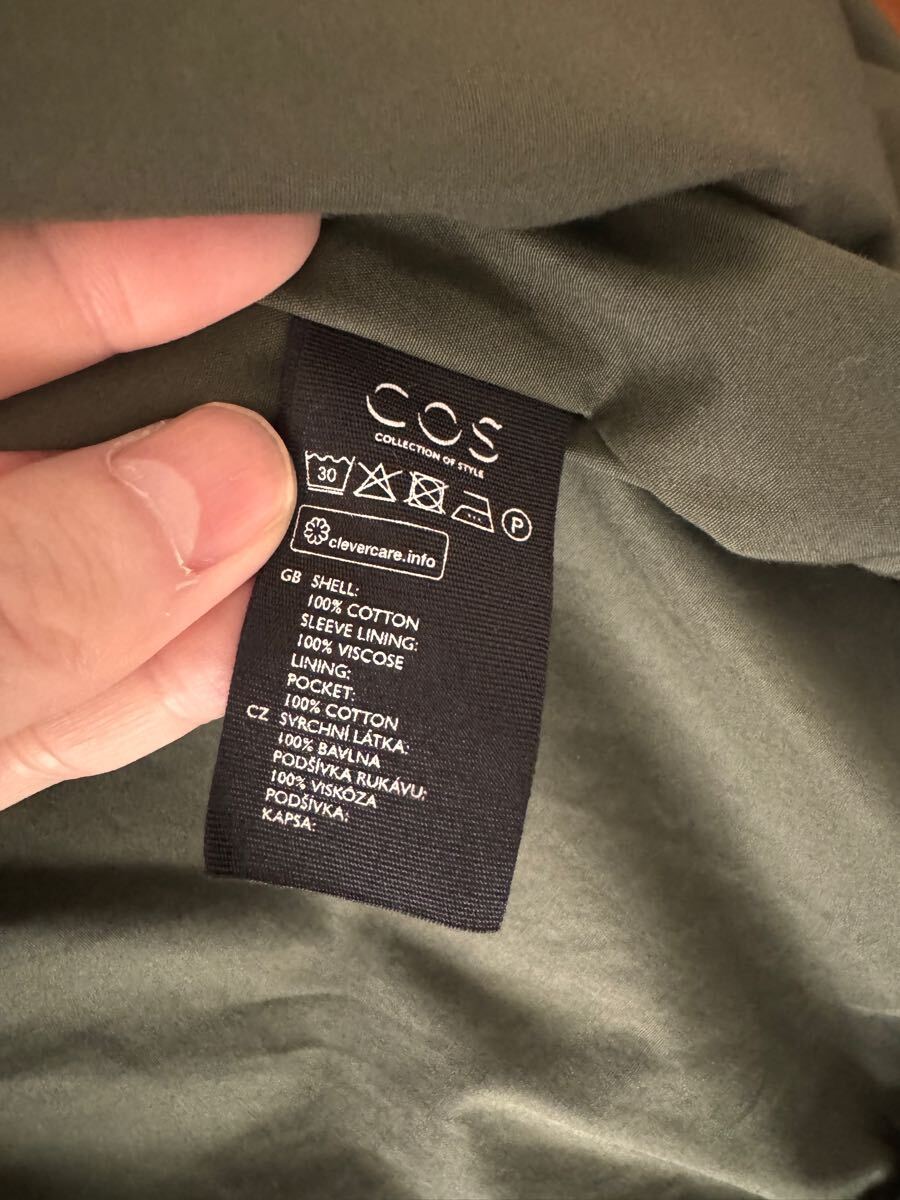 COS
COLLECTION OF STYLE
30
P
clevercare.info
GB SHELL:
100% COTTON
SLEEVE LINING:
100% VISCOSE
LINING:
POCKET:
100% COTTON
CZ SVRCHNÍ LÁTKA:
100% BAVLNA
PODŠÍVKA RUKÁVU:
100% VISKÓZA
PODŠÍVKA:
KAPSA: